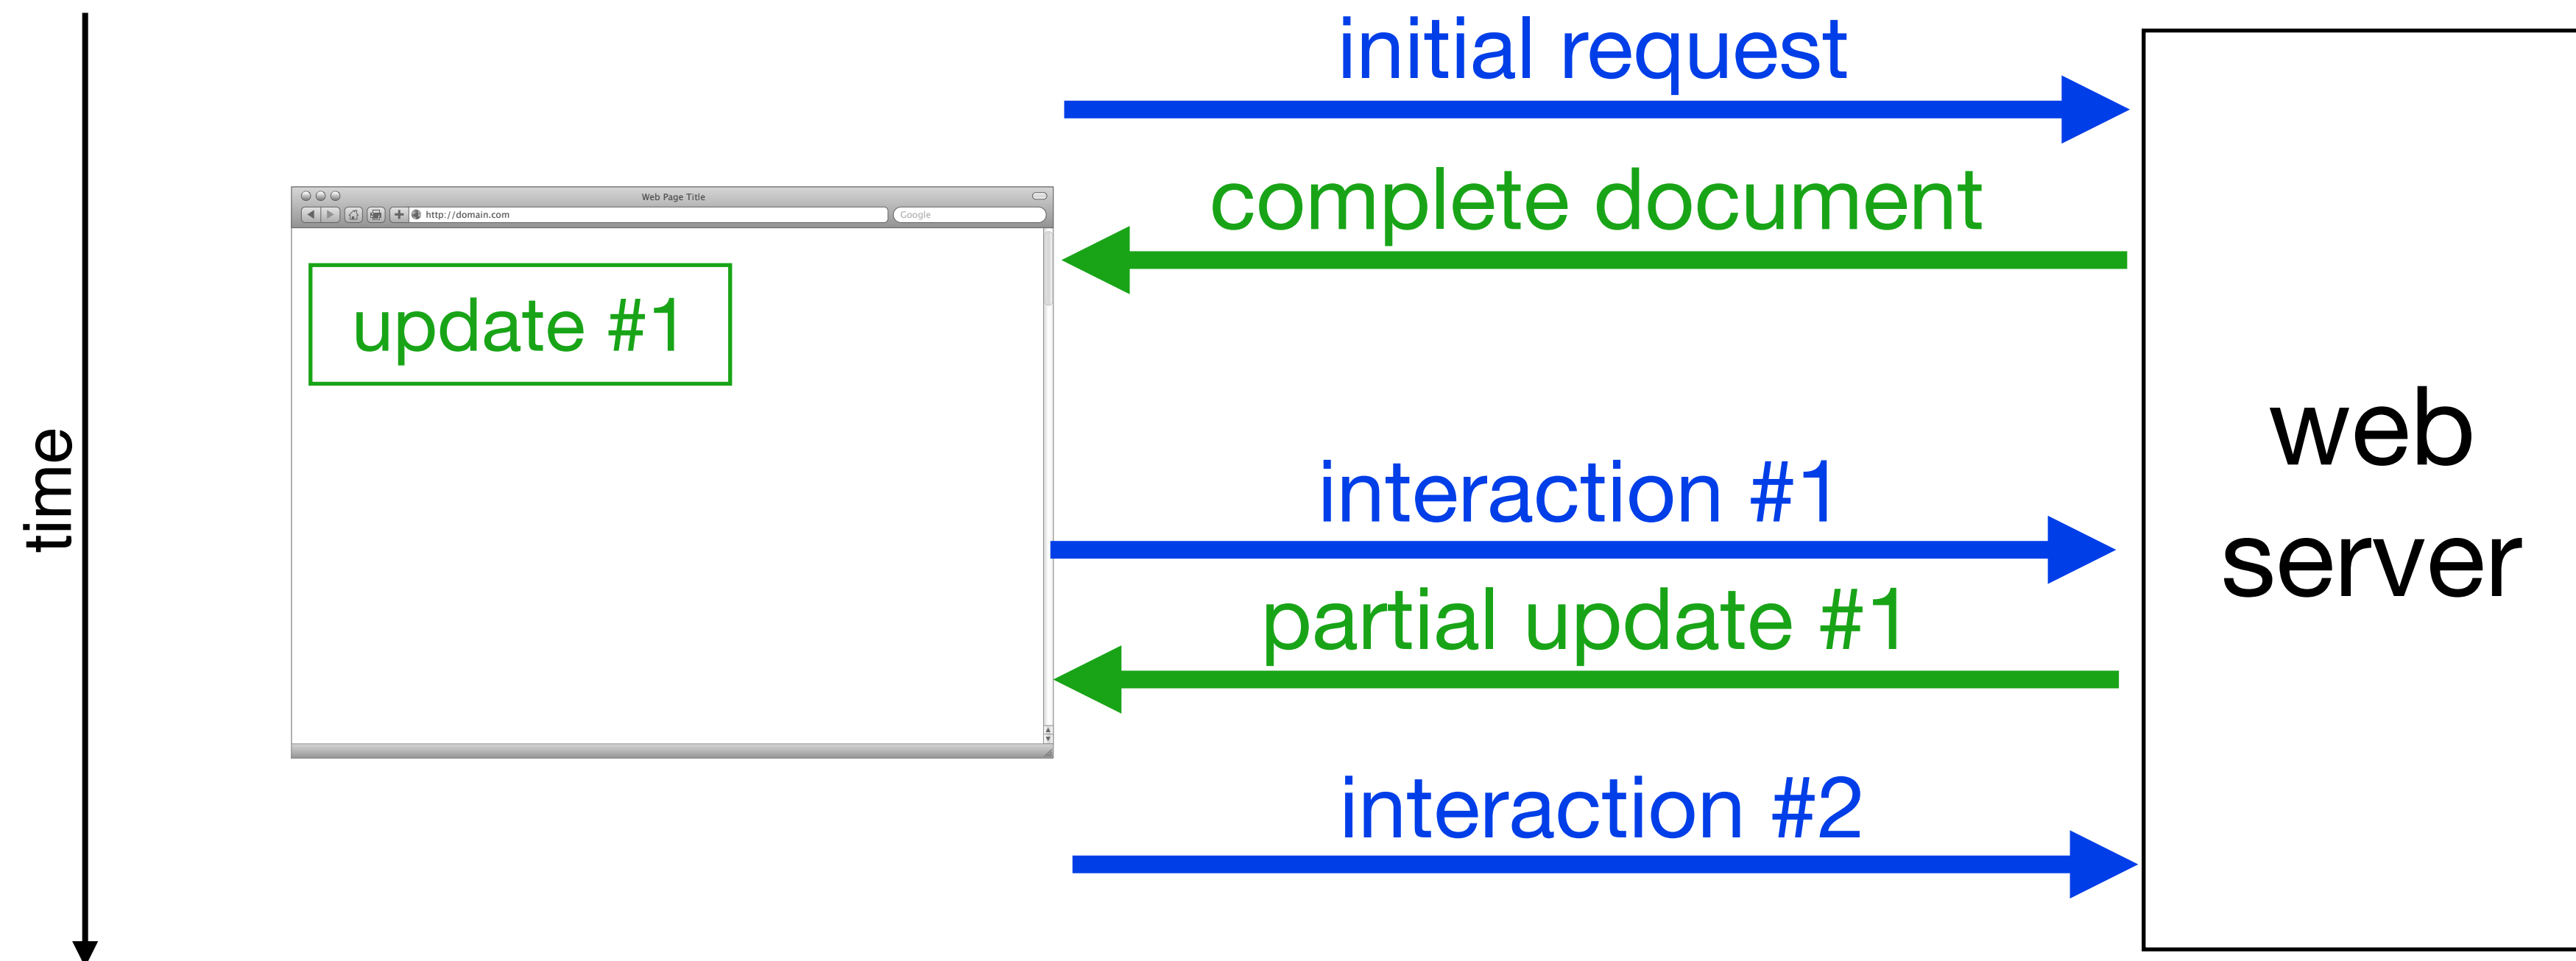 initial request
complete document
Web Page Title
http://domain.com
Google
update #1
time
interaction #1
partial update #1
interaction #2
web
server